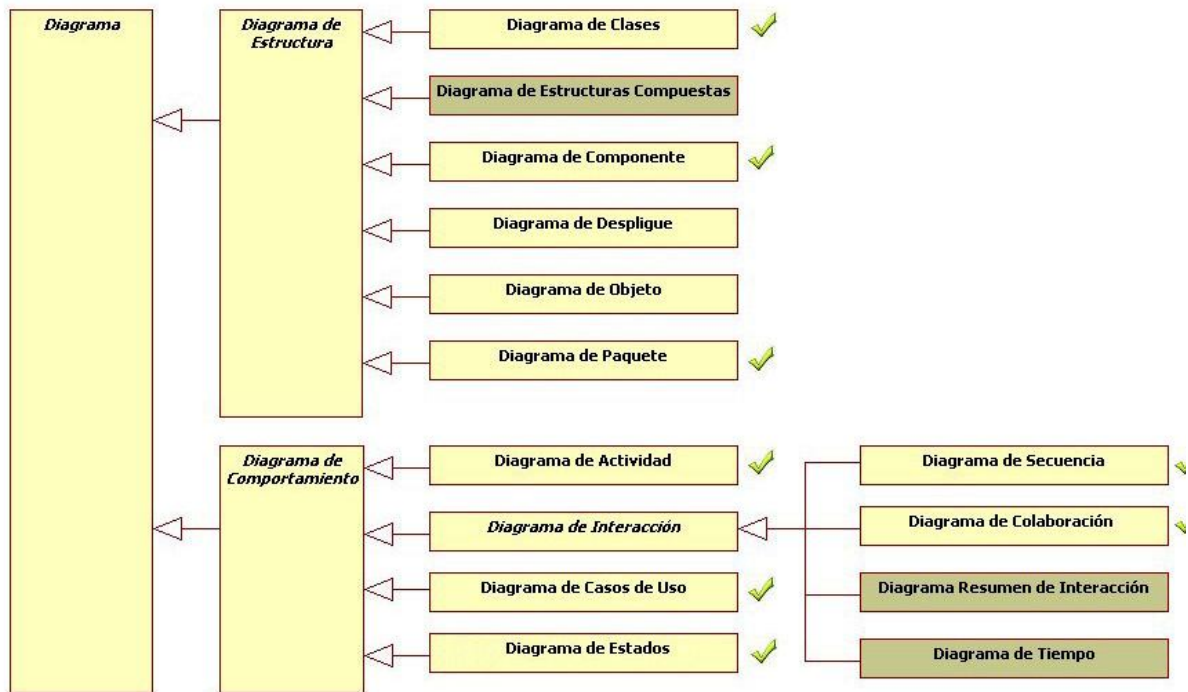 Diagrama
Diagrama de
Estructura
Diagrama de Clases
Diagrama de Estructuras Compuestas
Diagrama de Componente
Diagrama de Despligue
Diagrama de Objeto
Diagrama de Paquete
Diagrama de
Comportamiento
Diagrama de Actividad
Diagrama de Interacción
Diagrama de Casos de Uso
Diagrama de Estados
Diagrama de Secuencia
Diagrama de Colaboración
Diagrama Resumen de Interacción
Diagrama de Tiempo